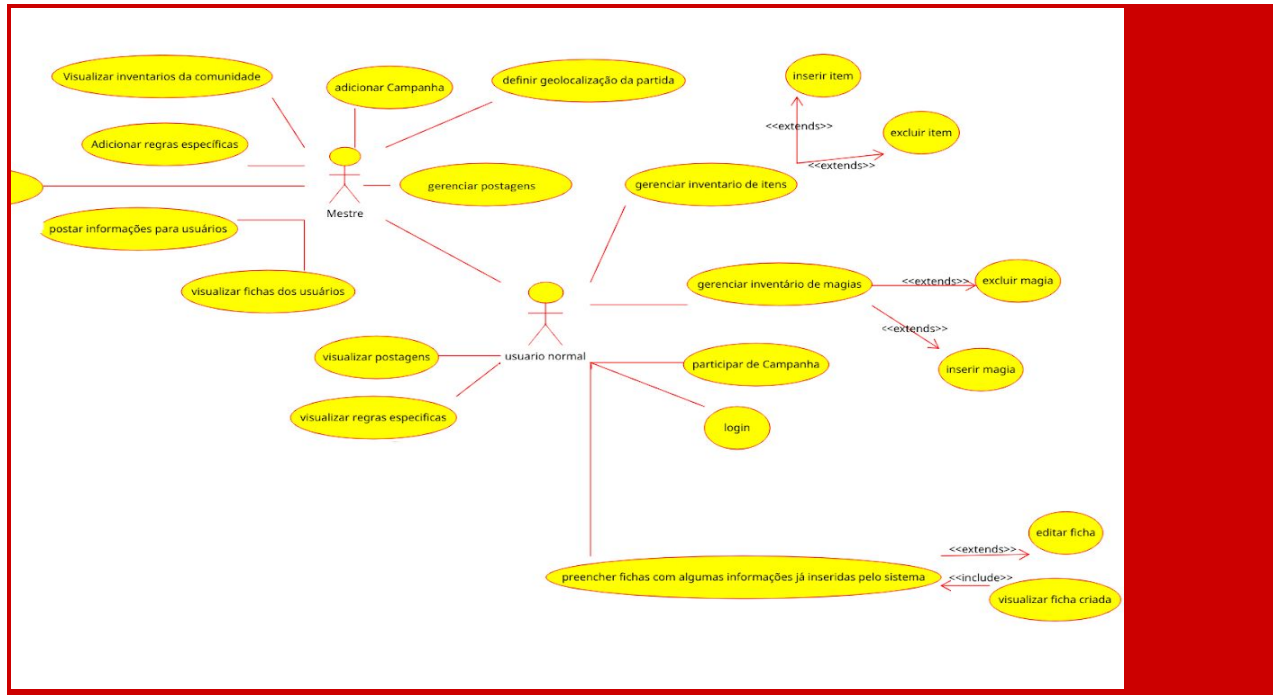 Visualizar inventarios da comunidade
adicionar Campanha
definir geolocalização da partida
inserir item
<<extends>>
excluir item
Adicionar regras específicas
<<extends>>
gerenciar postagens
gerenciar inventario de itens
Mestre
postar informações para usuários
visualizar fichas dos usuários
gerenciar inventário de magias
<<extends>>
excluir magia
<<extends>>
visualizar postagens
usuario normal
participar de Campanha
inserir magia
visualizar regras especificas
login
editar ficha
<<extends>>
preencher fichas com algumas informações já inseridas pelo sistema
<<include>>
visualizar ficha criada